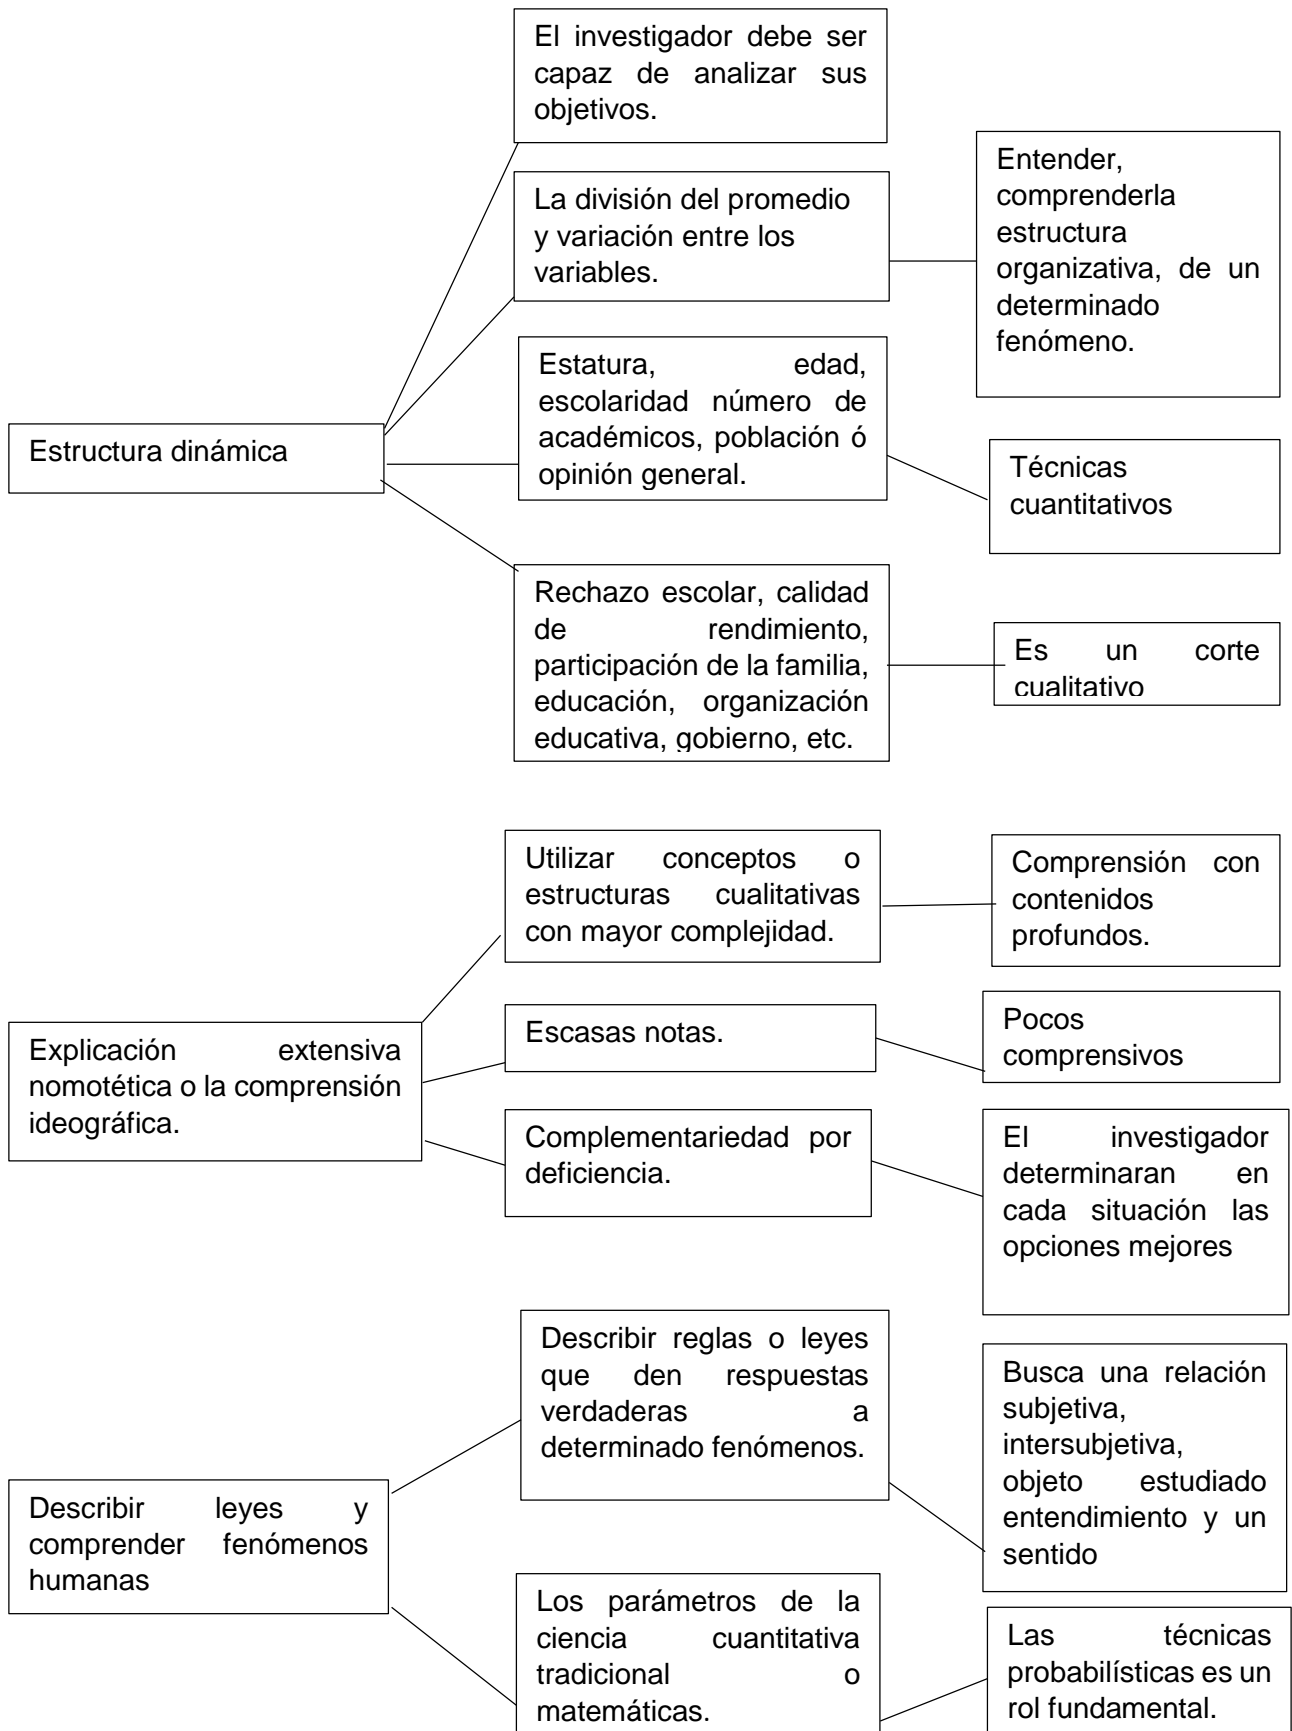 El investigador debe ser
capaz de analizar sus
objetivos.
La división del promedio
y variación entre los
variables.
Entender,
comprenderla
estructura
organizativa, de un
determinado
fenómeno.
Estructura dinámica
Estatura, edad,
escolaridad número de
académicos, población ó
opinión general.
Técnicas
cuantitativos
Rechazo escolar, calidad
de rendimiento,
participación de la familia,
educación, organización
educativa, gobierno, etc.
Es un corte
cualitativo
Explicación extensiva
nomotética o la comprensión
ideográfica.
Utilizar conceptos o
estructuras cualitativas
con mayor complejidad.
Comprensión con
contenidos
profundos.
Escasas notas.
Pocos
comprensivos
Complementariedad por
deficiencia.
El investigador
determinaran en
cada situación las
opciones mejores
Describir leyes y
comprender fenómenos
humanas
Describir reglas o leyes
que den respuestas
verdaderas a
determinado fenómenos.
Busca una relación
subjetiva,
intersubjetiva,
objeto estudiado
entendimiento y un
sentido
Los parámetros de la
ciencia cuantitativa
tradicional o
matemáticas.
Las técnicas
probabilísticas es un
rol fundamental.